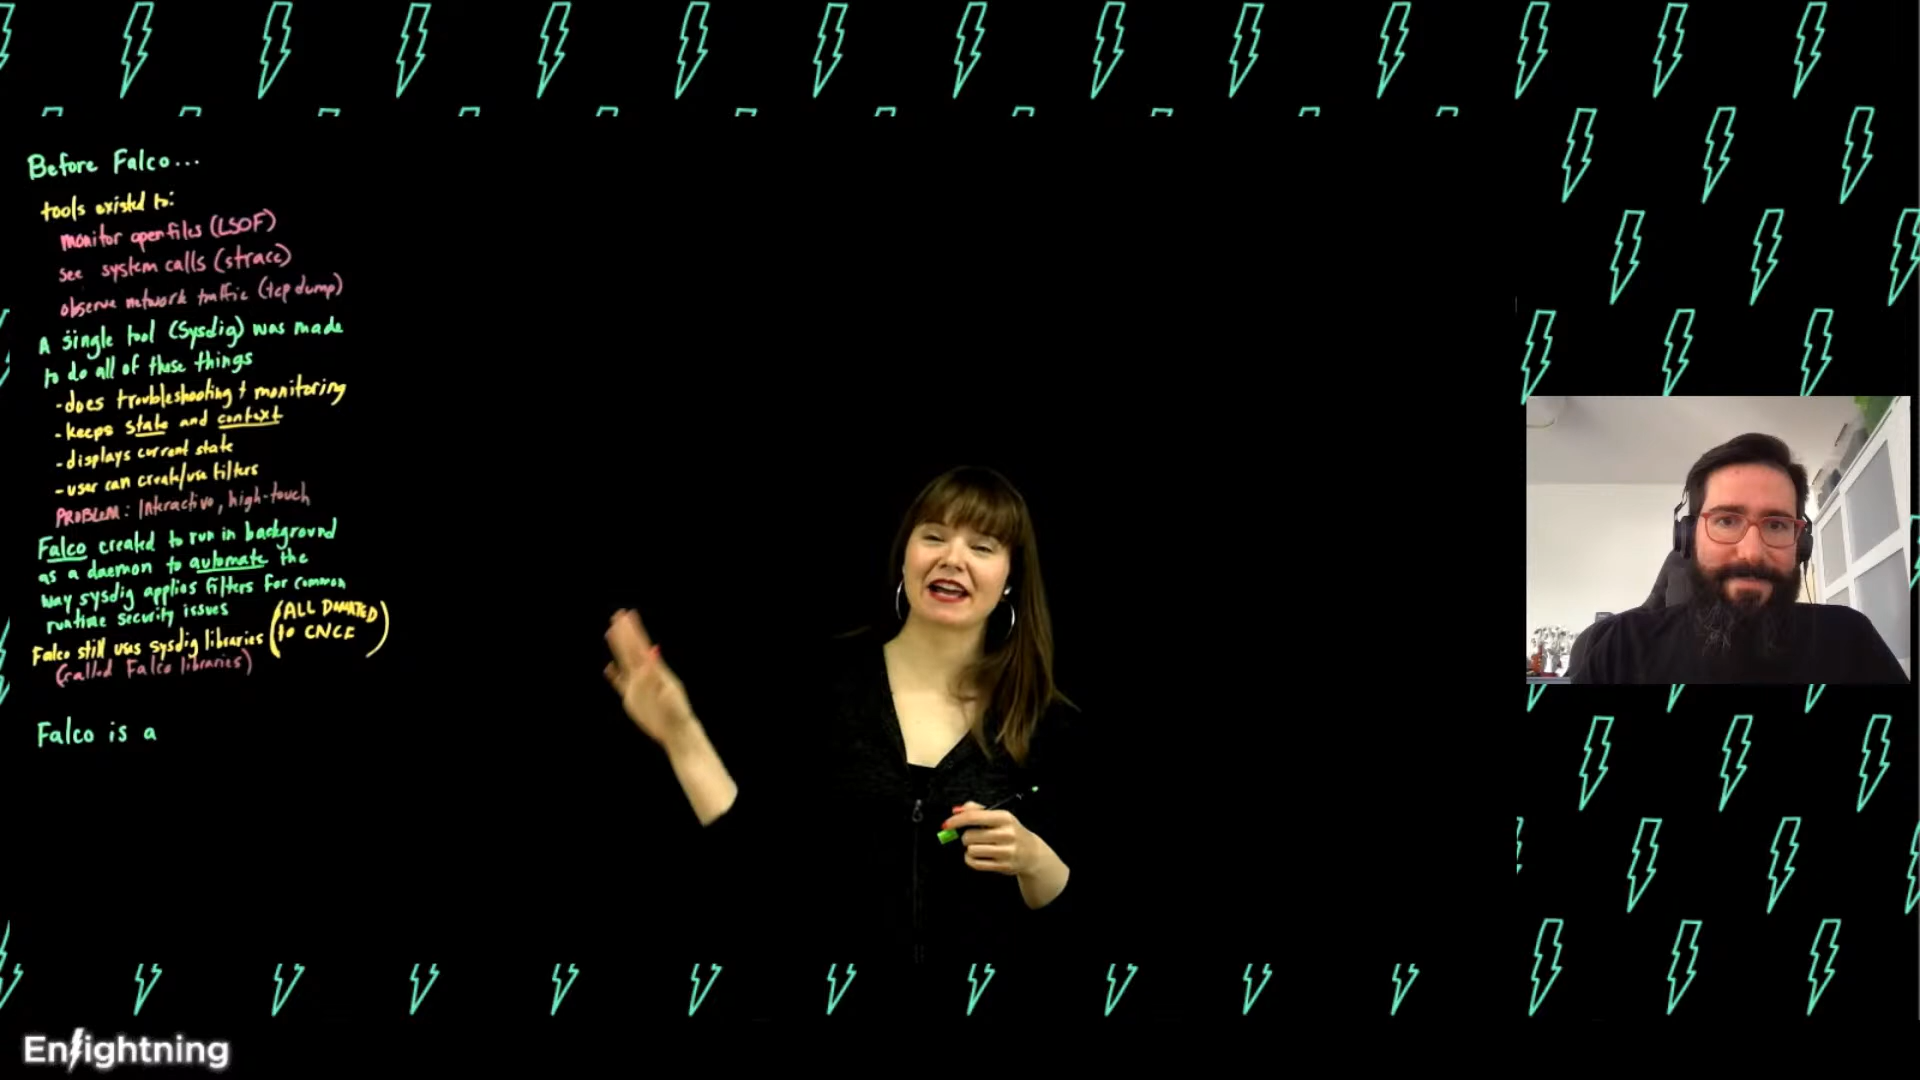 Before Falco...
tools existed to:
monitor open files (LSOF)
see system calls (strace)
observe network traffic (tcp dump)
A single tool (Sysdig) was made
to do all of these things
- does troubleshooting + monitoring
- keeps state and context
- displays current state
- user can create/use filters
PROBLEM: Interactive, high-touch
Falco created to run in background
as a daemon to automate the
way sysdig applies filters for common
runtime security issues
Falco still uses sysdig libraries (ALL DONATED
to CNCF)
(called Falco libraries)
Falco is a
Enlightning